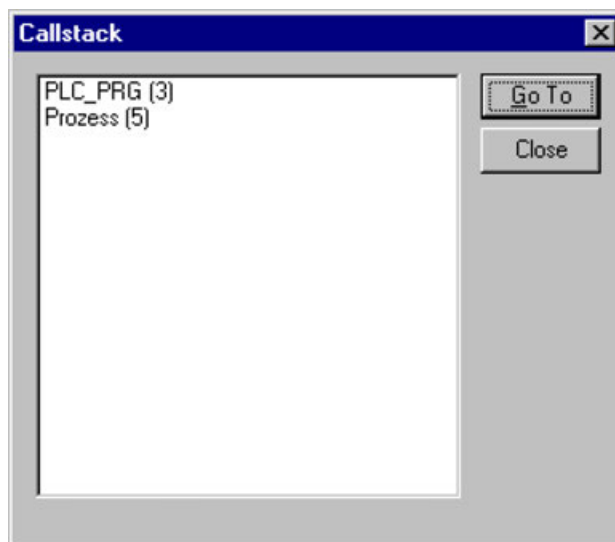 Callstack
PLC_PRG (3)
Prozess (5)
Go To
Close